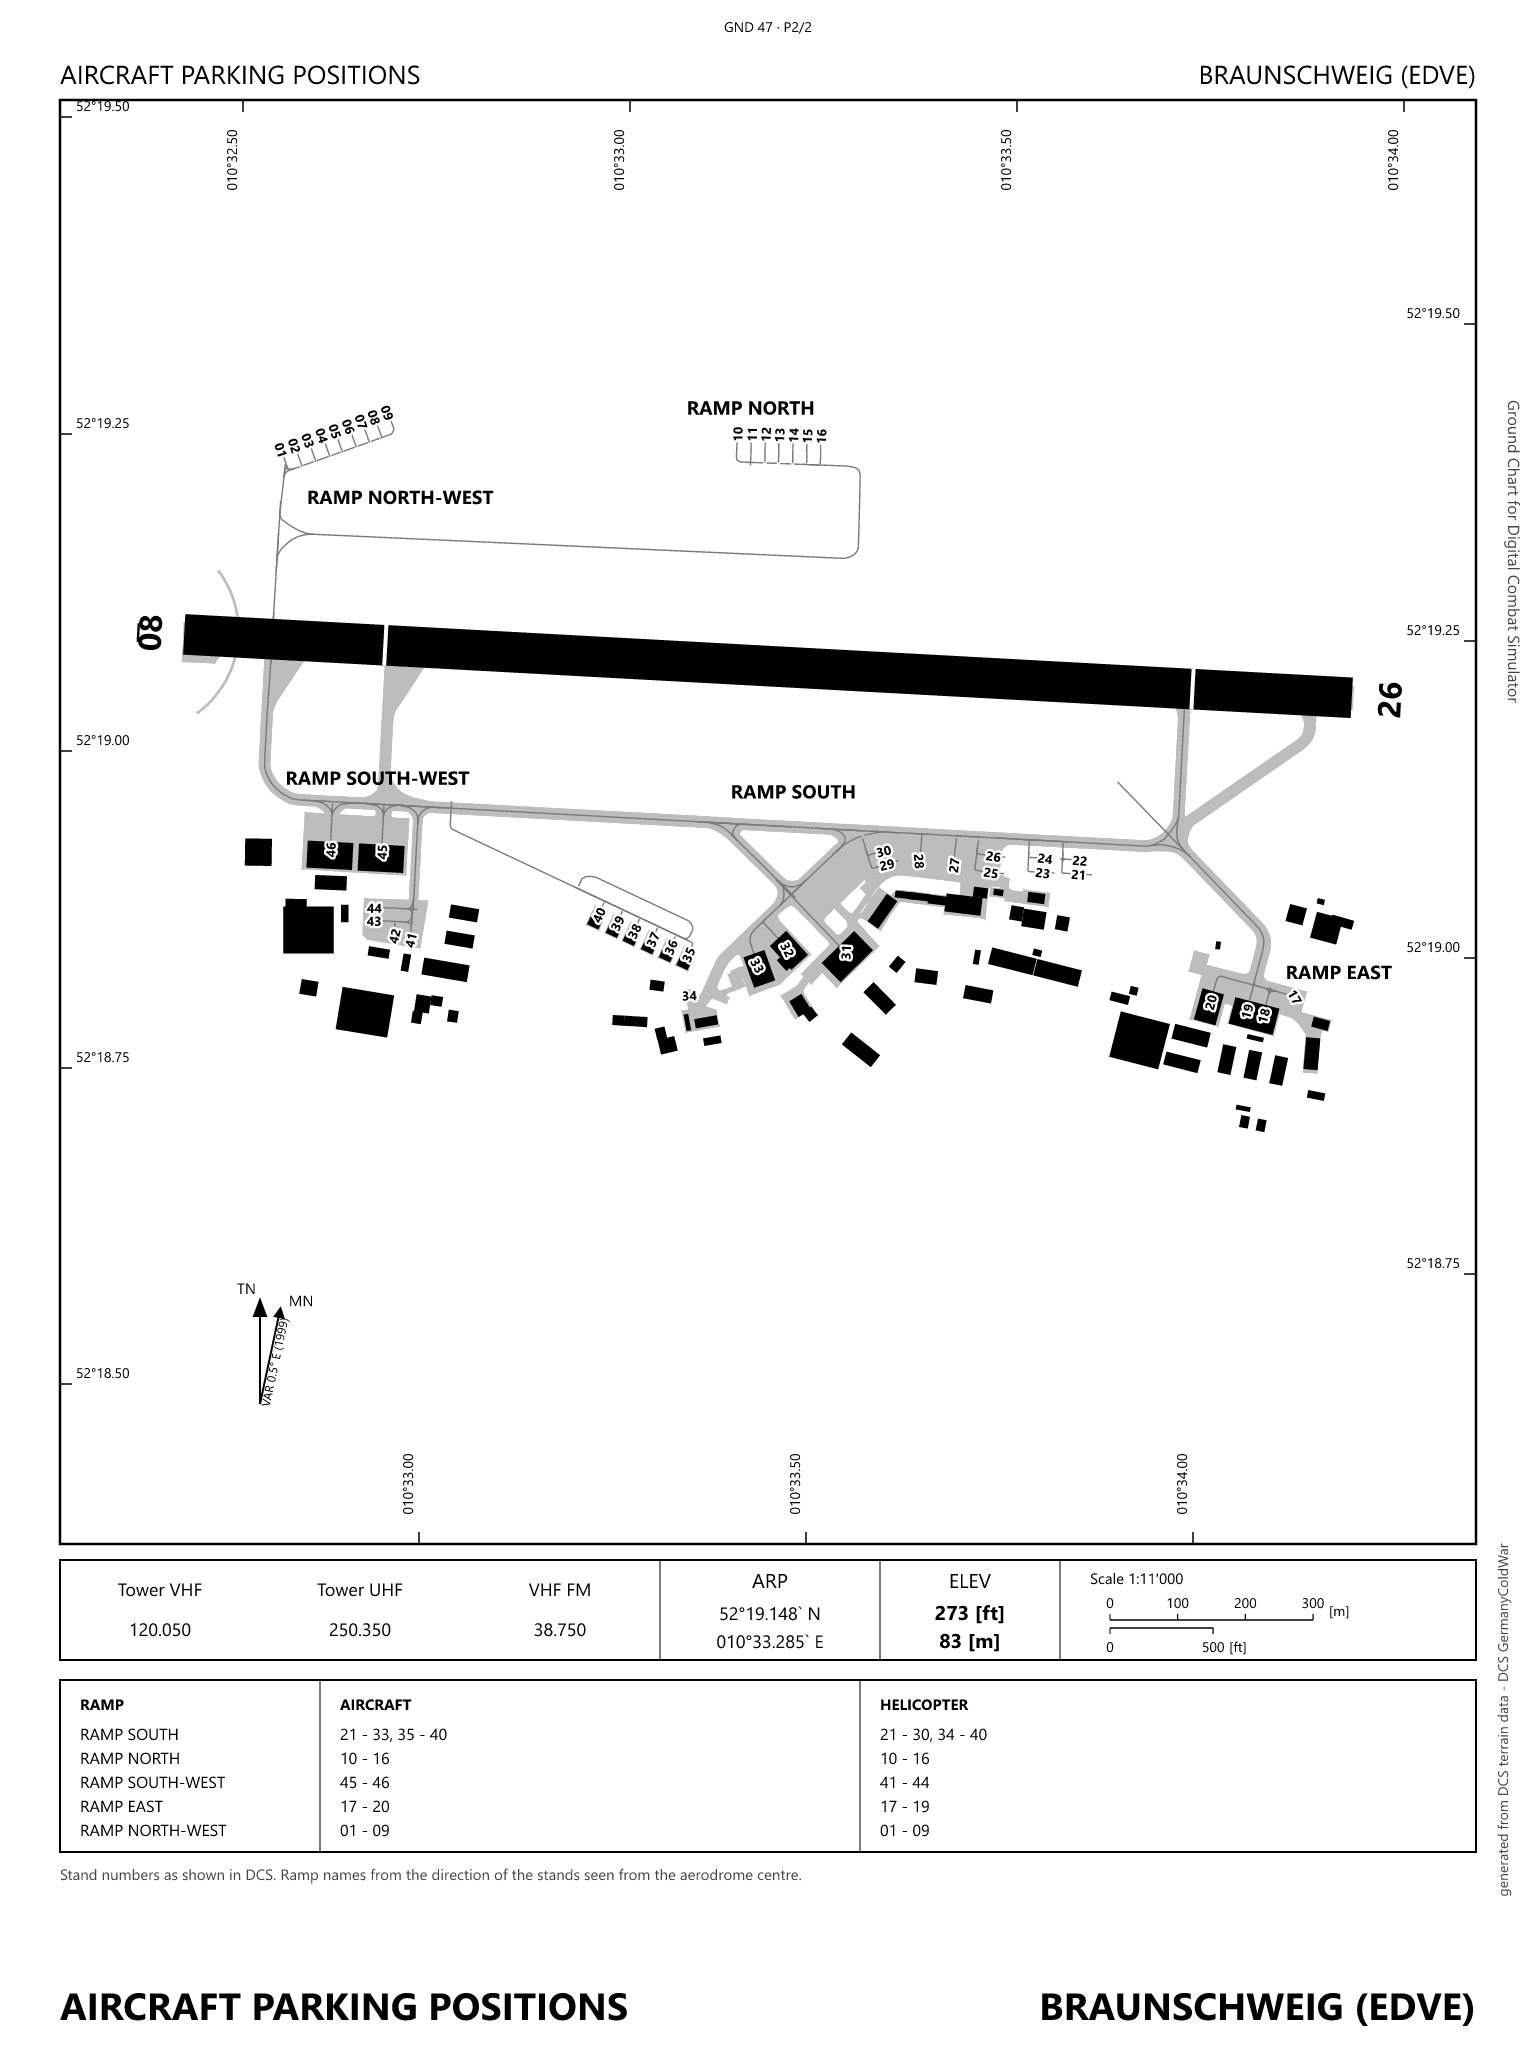 GND 47 · P2/2
AIRCRAFT PARKING POSITIONS
BRAUNSCHWEIG (EDVE)
52°19.50
010°32.50
010°33.00
010°33.50
010°34.00
52°19.50
52°19.25
52°19.25
52°19.00
52°19.00
52°18.75
52°18.75
52°18.50
010°33.00
010°33.50
010°34.00
RAMP NORTH
01
02
03
04
05
06
07
08
09
10
11
12
13
14
15
16
RAMP NORTH-WEST
08
26
RAMP SOUTH-WEST
RAMP SOUTH
46
45
44
43
42
41
40
39
38
37
36
35
34
33
32
31
30
29
28
27
26
25
24
23
22
21
RAMP EAST
20
19
18
17
TN
MN
VAR 0.5° E (1999)
Tower VHF
120.050
Tower UHF
250.350
VHF FM
38.750
ARP
52°19.148` N
010°33.285` E
ELEV
273 [ft]
83 [m]
Scale 1:11'000
0 100 200 300 [m]
0 500 [ft]
RAMP AIRCRAFT HELICOPTER
RAMP SOUTH 21 - 33, 35 - 40 21 - 30, 34 - 40
RAMP NORTH 10 - 16 10 - 16
RAMP SOUTH-WEST 45 - 46 41 - 44
RAMP EAST 17 - 20 17 - 19
RAMP NORTH-WEST 01 - 09 01 - 09
Stand numbers as shown in DCS. Ramp names from the direction of the stands seen from the aerodrome centre.
Ground Chart for Digital Combat Simulator
generated from DCS terrain data - DCS GermanyColdWar
AIRCRAFT PARKING POSITIONS
BRAUNSCHWEIG (EDVE)